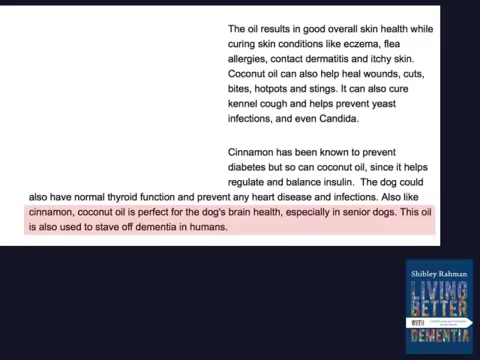 The oil results in good overall skin health while
curing skin conditions like eczema, flea
allergies, contact dermatitis and itchy skin.
Coconut oil can also help heal wounds, cuts,
bites, hotpots and stings. It can also cure
kennel cough and helps prevent yeast
infections, and even Candida.
Cinnamon has been known to prevent
diabetes but so can coconut oil, since it helps
regulate and balance insulin. The dog could
also have normal thyroid function and prevent any heart disease and infections. Also like
cinnamon, coconut oil is perfect for the dog's brain health, especially in senior dogs. This oil
is also used to stave off dementia in humans.
Shibley Rahman
LIVING
BETTER
WITH
DEMENTIA